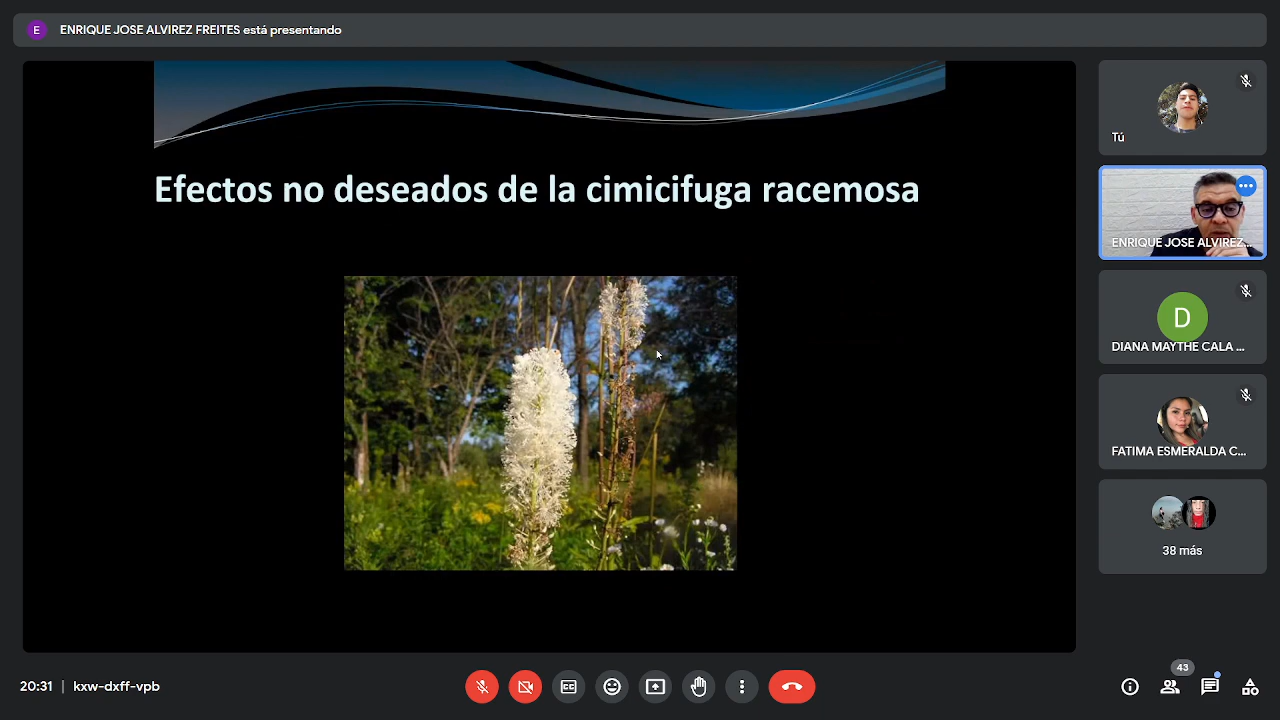 E ENRIQUE JOSE ALVIREZ FREITES está presentando
Efectos no deseados de la cimicifuga racemosa
Tú
ENRIQUE JOSE ALVIREZ...
D
DIANA MAYTHE CALA ...
FATIMA ESMERALDA C...
38 más
20:31 | kxw-dxff-vpb
43